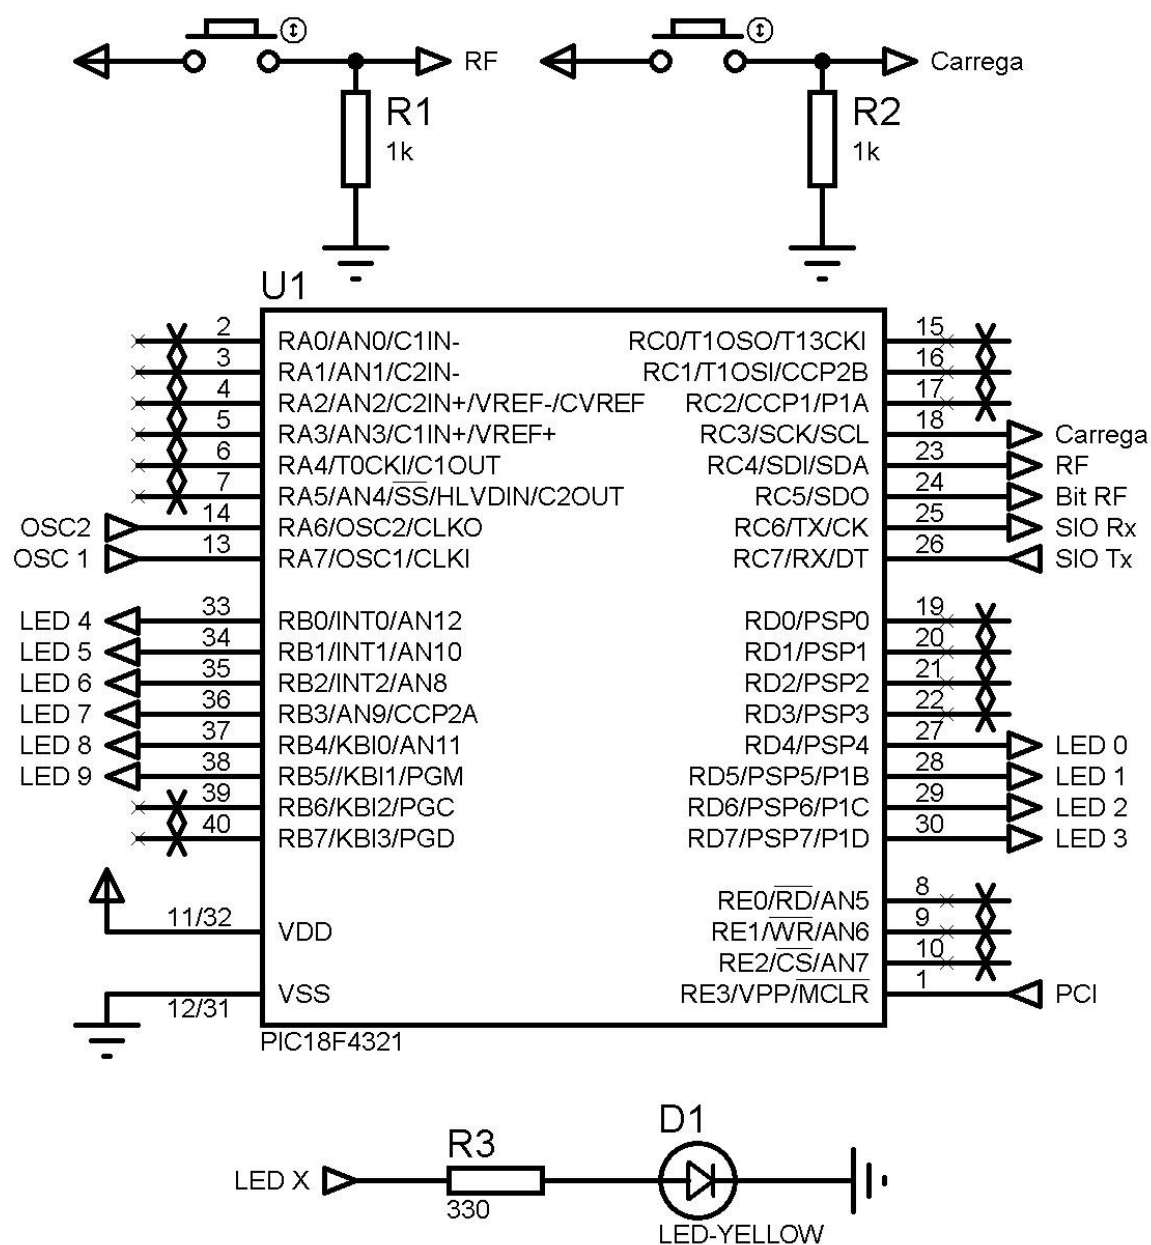 RF
Carrega
R1
1k
R2
1k
U1
2 RA0/AN0/C1IN- RC0/T1OSO/T13CKI 15
3 RA1/AN1/C2IN- RC1/T1OSI/CCP2B 16
4 RA2/AN2/C2IN+/VREF-/CVREF RC2/CCP1/P1A 17
5 RA3/AN3/C1IN+/VREF+ RC3/SCK/SCL 18 Carrega
6 RA4/T0CKI/C1OUT RC4/SDI/SDA 23 RF
7 RA5/AN4/SS/HLVDIN/C2OUT RC5/SDO 24 Bit RF
OSC2 14 RA6/OSC2/CLKO RC6/TX/CK 25 SIO Rx
OSC 1 13 RA7/OSC1/CLKI RC7/RX/DT 26 SIO Tx
LED 4 33 RB0/INT0/AN12 RD0/PSP0 19
LED 5 34 RB1/INT1/AN10 RD1/PSP1 20
LED 6 35 RB2/INT2/AN8 RD2/PSP2 21
LED 7 36 RB3/AN9/CCP2A RD3/PSP3 22
LED 8 37 RB4/KBI0/AN11 RD4/PSP4 27 LED 0
LED 9 38 RB5//KBI1/PGM RD5/PSP5/P1B 28 LED 1
39 RB6/KBI2/PGC RD6/PSP6/P1C 29 LED 2
40 RB7/KBI3/PGD RD7/PSP7/P1D 30 LED 3
RE0/RD/AN5 8
11/32 VDD RE1/WR/AN6 9
RE2/CS/AN7 10
12/31 VSS RE3/VPP/MCLR 1 PCI
PIC18F4321
D1
R3
LED X
330
LED-YELLOW